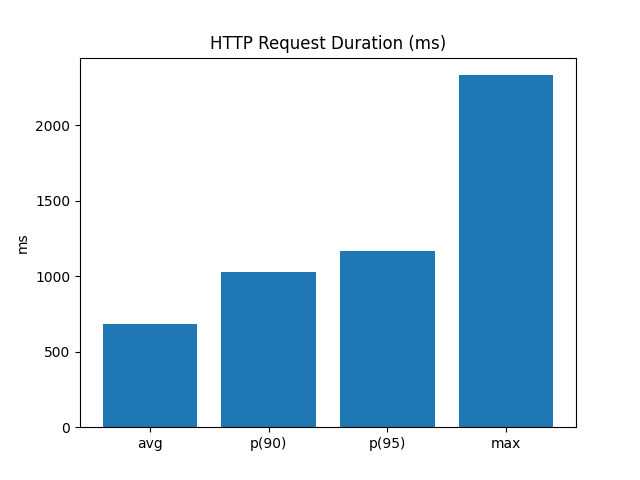 HTTP Request Duration (ms)
2000
1500
1000
500
0
ms
avg
p(90)
p(95)
max